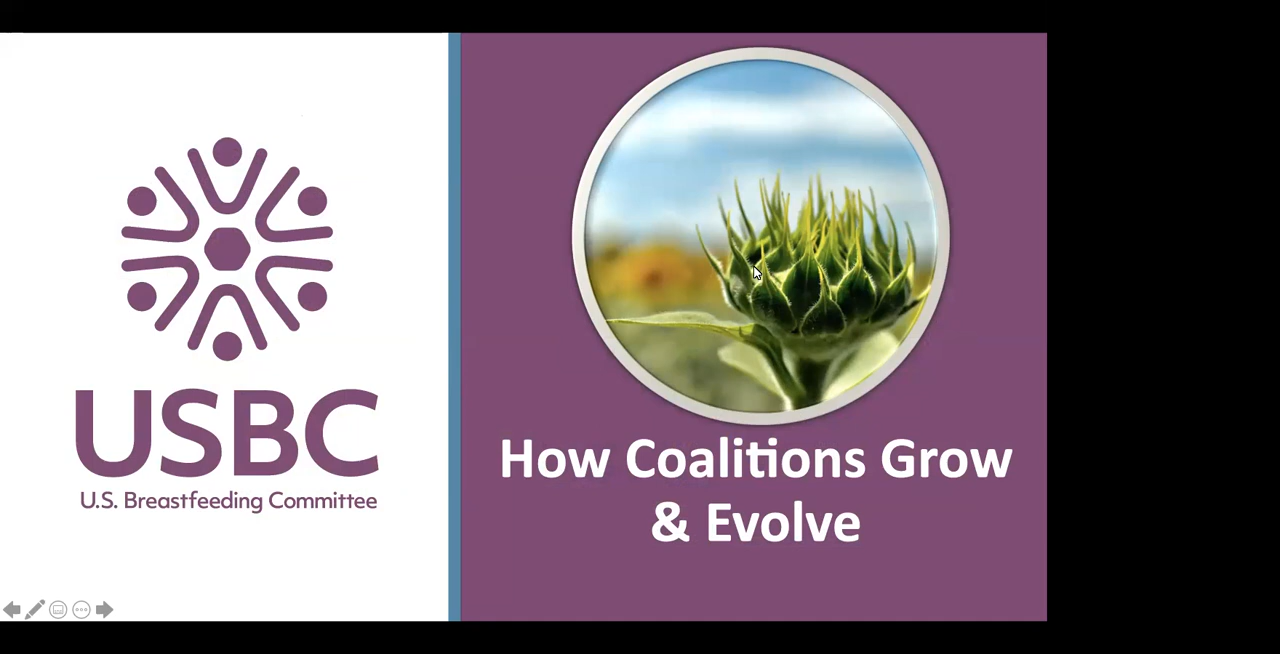 USBC
U.S. Breastfeeding Committee
How Coalitions Grow
& Evolve